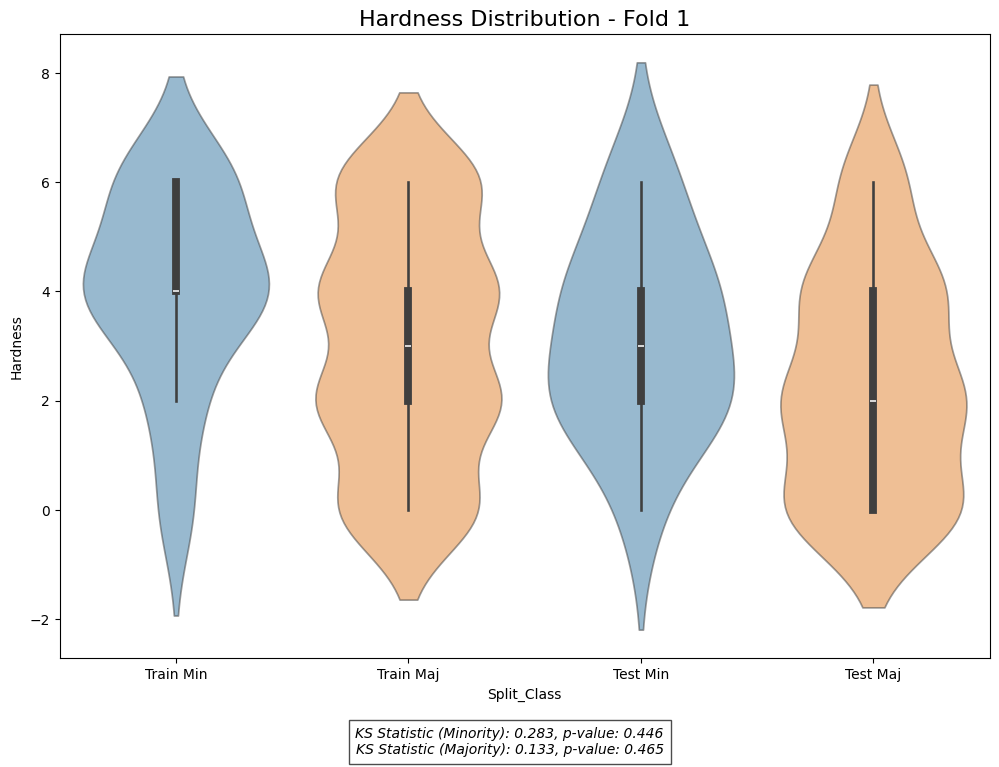 Hardness Distribution - Fold 1
Hardness
8
6
4
2
0
−2
Train Min
Train Maj
Test Min
Test Maj
Split_Class
KS Statistic (Minority): 0.283, p-value: 0.446
KS Statistic (Majority): 0.133, p-value: 0.465